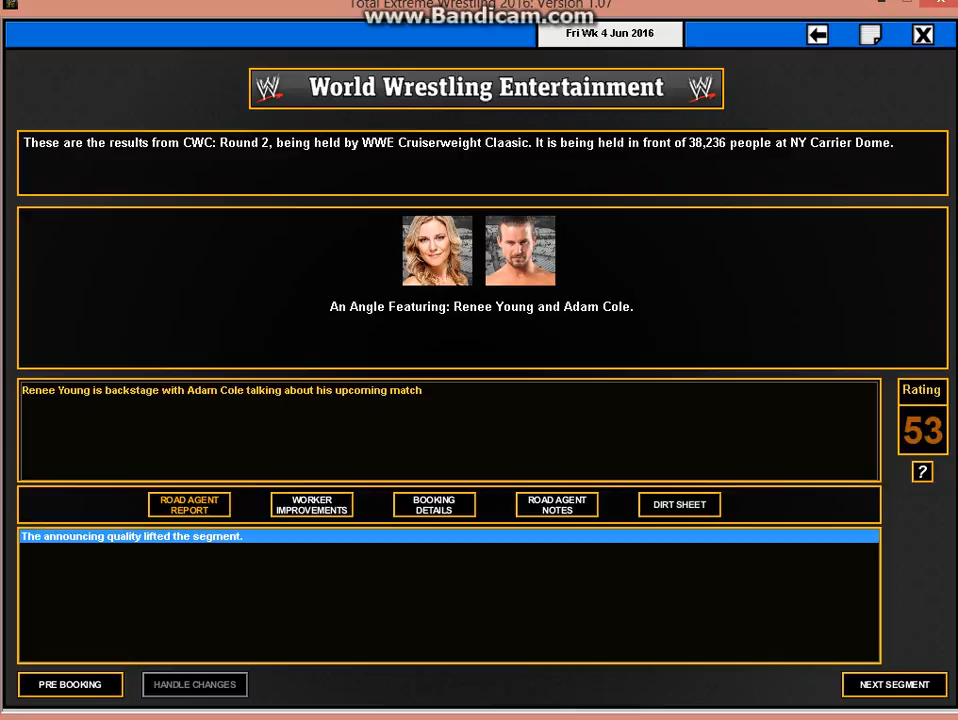 Total Extreme Wrestling 2016: Version 1.07
www.Bandicam.com
Fri Wk 4 Jun 2016
World Wrestling Entertainment
These are the results from CWC: Round 2, being held by WWE Cruiserweight Claasic. It is being held in front of 38,236 people at NY Carrier Dome.
An Angle Featuring: Renee Young and Adam Cole.
Renee Young is backstage with Adam Cole talking about his upcoming match
Rating
53
?
ROAD AGENT REPORT
WORKER IMPROVEMENTS
BOOKING DETAILS
ROAD AGENT NOTES
DIRT SHEET
The announcing quality lifted the segment.
PRE BOOKING
HANDLE CHANGES
NEXT SEGMENT